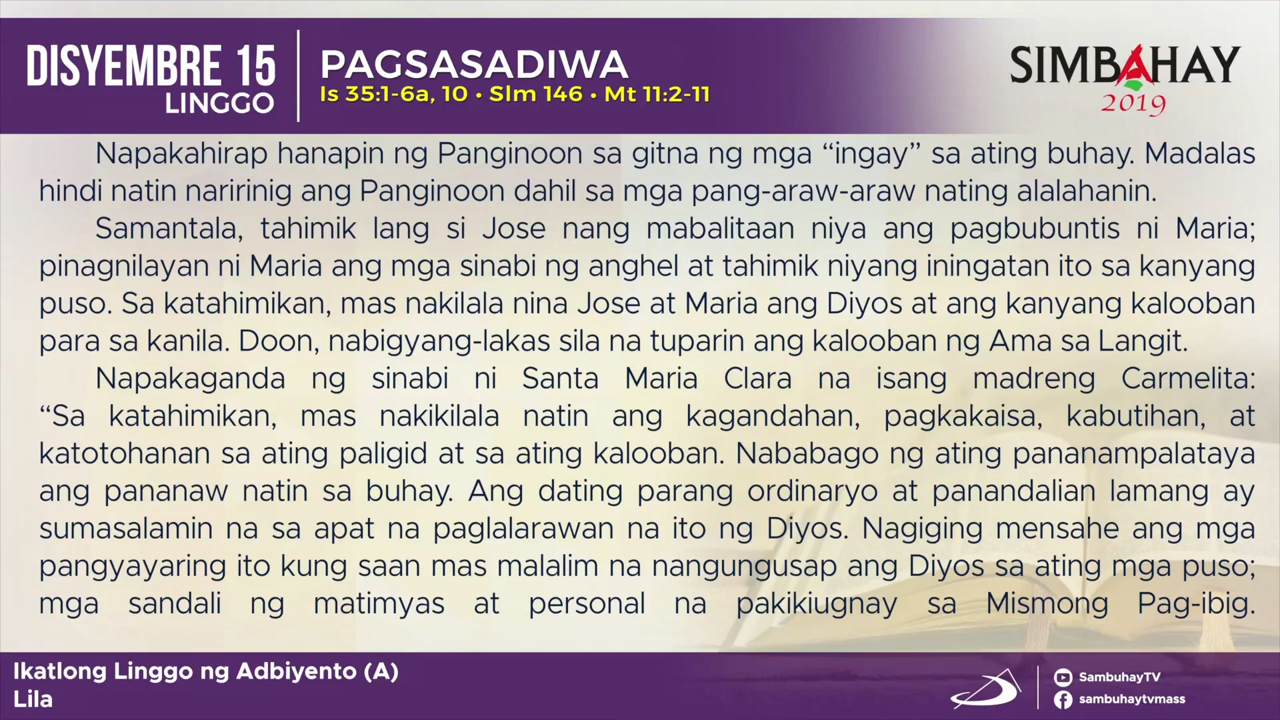 DISYEMBRE 15
LINGGO
PAGSASADIWA
Is 35:1-6a, 10 • Slm 146 • Mt 11:2-11
SIMBAHAY
2019
Napakahirap hanapin ng Panginoon sa gitna ng mga “ingay” sa ating buhay. Madalas
hindi natin naririnig ang Panginoon dahil sa mga pang-araw-araw nating alalahanin.
Samantala, tahimik lang si Jose nang mabalitaan niya ang pagbubuntis ni Maria;
pinagnilayan ni Maria ang mga sinabi ng anghel at tahimik niyang iningatan ito sa kanyang
puso. Sa katahimikan, mas nakilala nina Jose at Maria ang Diyos at ang kanyang kalooban
para sa kanila. Doon, nabigyang-lakas sila na tuparin ang kalooban ng Ama sa Langit.
Napakaganda ng sinabi ni Santa Maria Clara na isang madreng Carmelita:
“Sa katahimikan, mas nakikilala natin ang kagandahan, pagkakaisa, kabutihan, at
katotohanan sa ating paligid at sa ating kalooban. Nababago ng ating pananampalataya
ang pananaw natin sa buhay. Ang dating parang ordinaryo at panandalian lamang ay
sumasalamin na sa apat na paglalarawan na ito ng Diyos. Nagiging mensahe ang mga
pangyayaring ito kung saan mas malalim na nangungusap ang Diyos sa ating mga puso;
mga sandali ng matimyas at personal na pakikiugnay sa Mismong Pag-ibig.
Ikatlong Linggo ng Adbiyento (A)
Lila
SambuhayTV
sambuhaytvmass